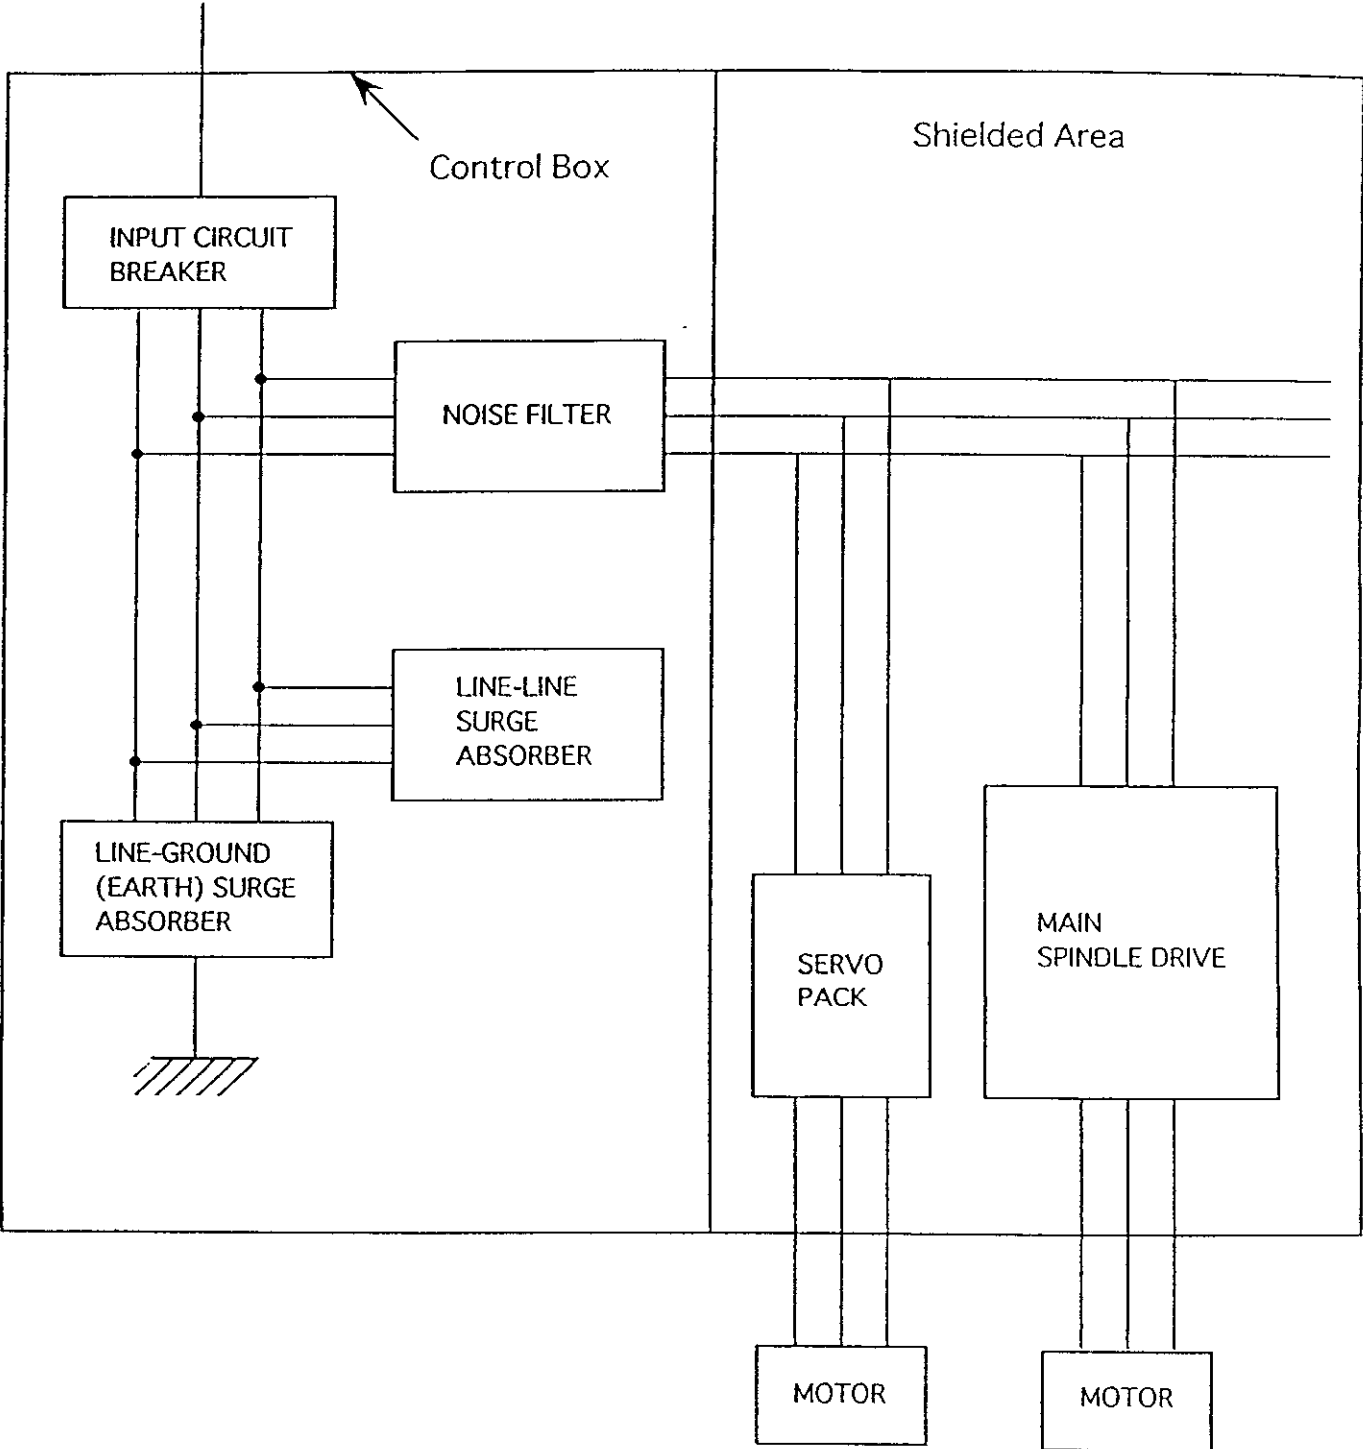 Shielded Area
Control Box
INPUT CIRCUIT
BREAKER
NOISE FILTER
LINE-LINE
SURGE
ABSORBER
LINE-GROUND
(EARTH) SURGE
ABSORBER
SERVO
PACK
MAIN
SPINDLE DRIVE
MOTOR
MOTOR